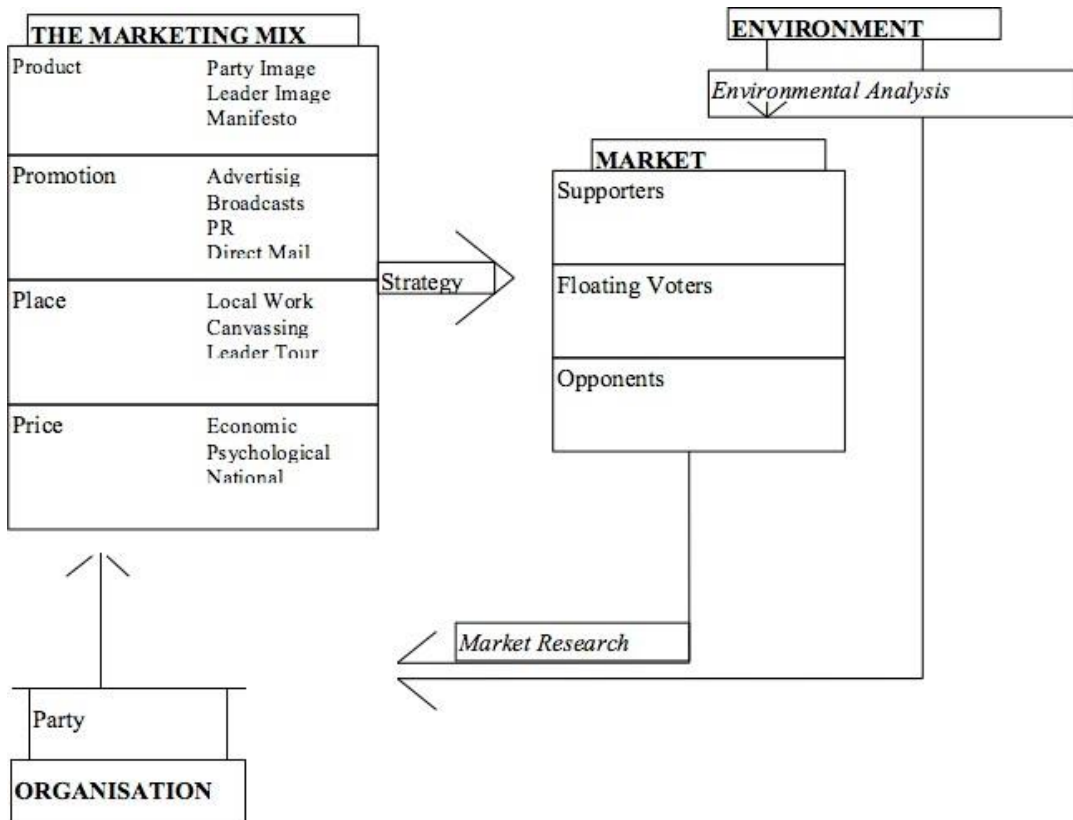 THE MARKETING MIX
Product
Party Image
Leader Image
Manifesto
Promotion
Advertisig
Broadcasts
PR
Direct Mail
Place
Local Work
Canvassing
Leader Tour
Price
Economic
Psychological
National
Strategy
ENVIRONMENT
Environmental Analysis
MARKET
Supporters
Floating Voters
Opponents
Market Research
Party
ORGANISATION